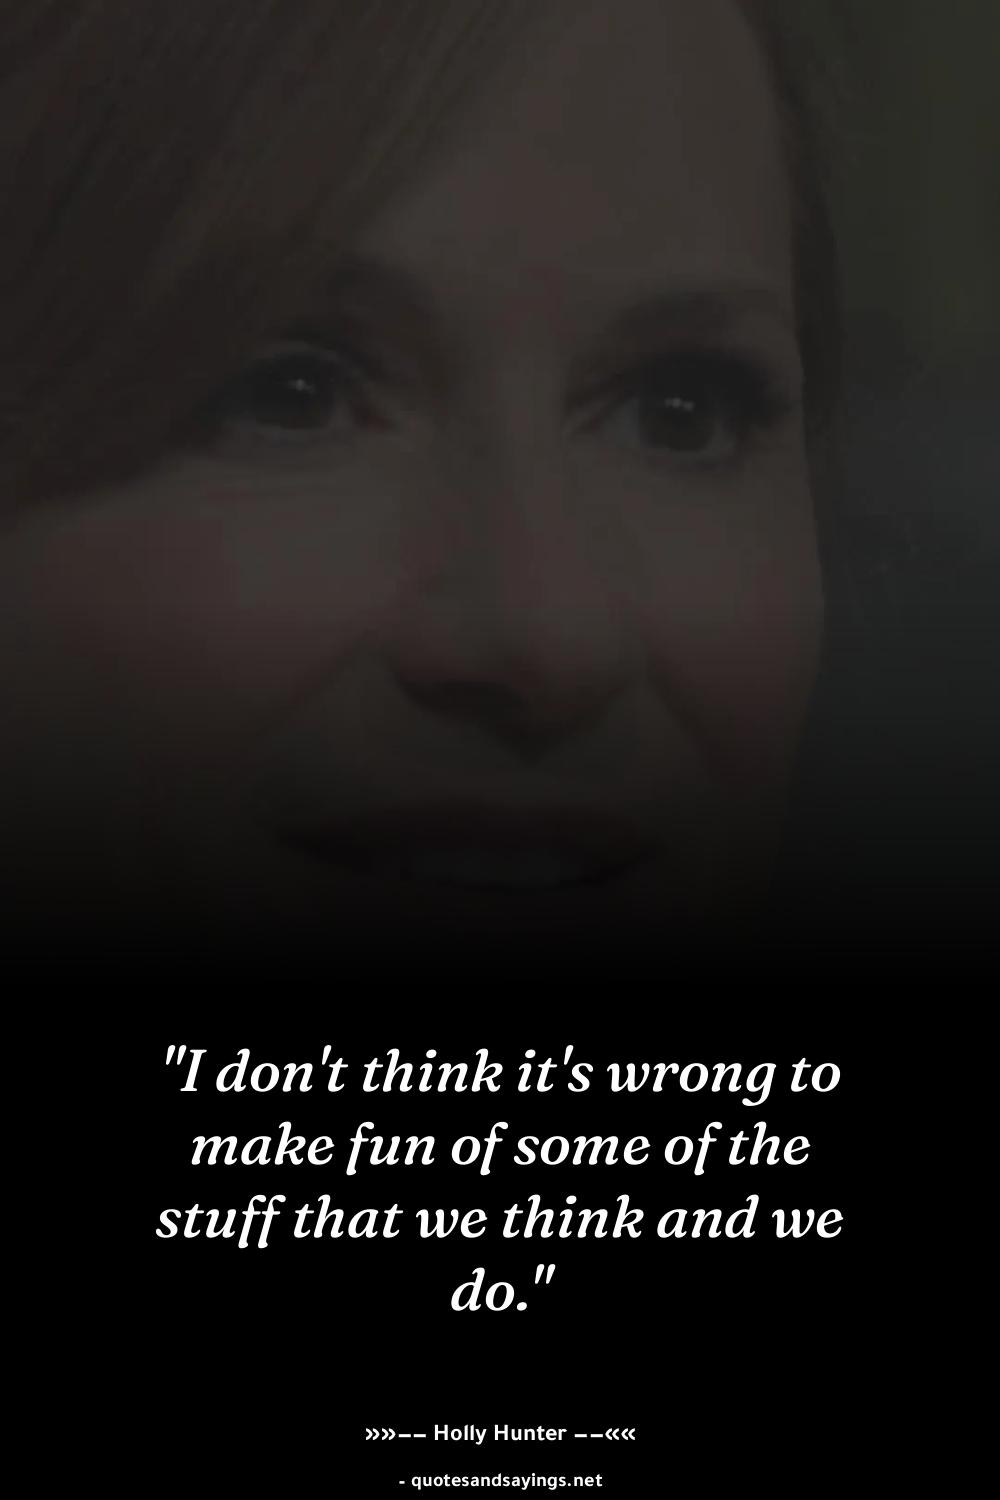 "I don't think it's wrong to
make fun of some of the
stuff that we think and we
do."
»»−− Holly Hunter −−««
- quotesandsayings.net